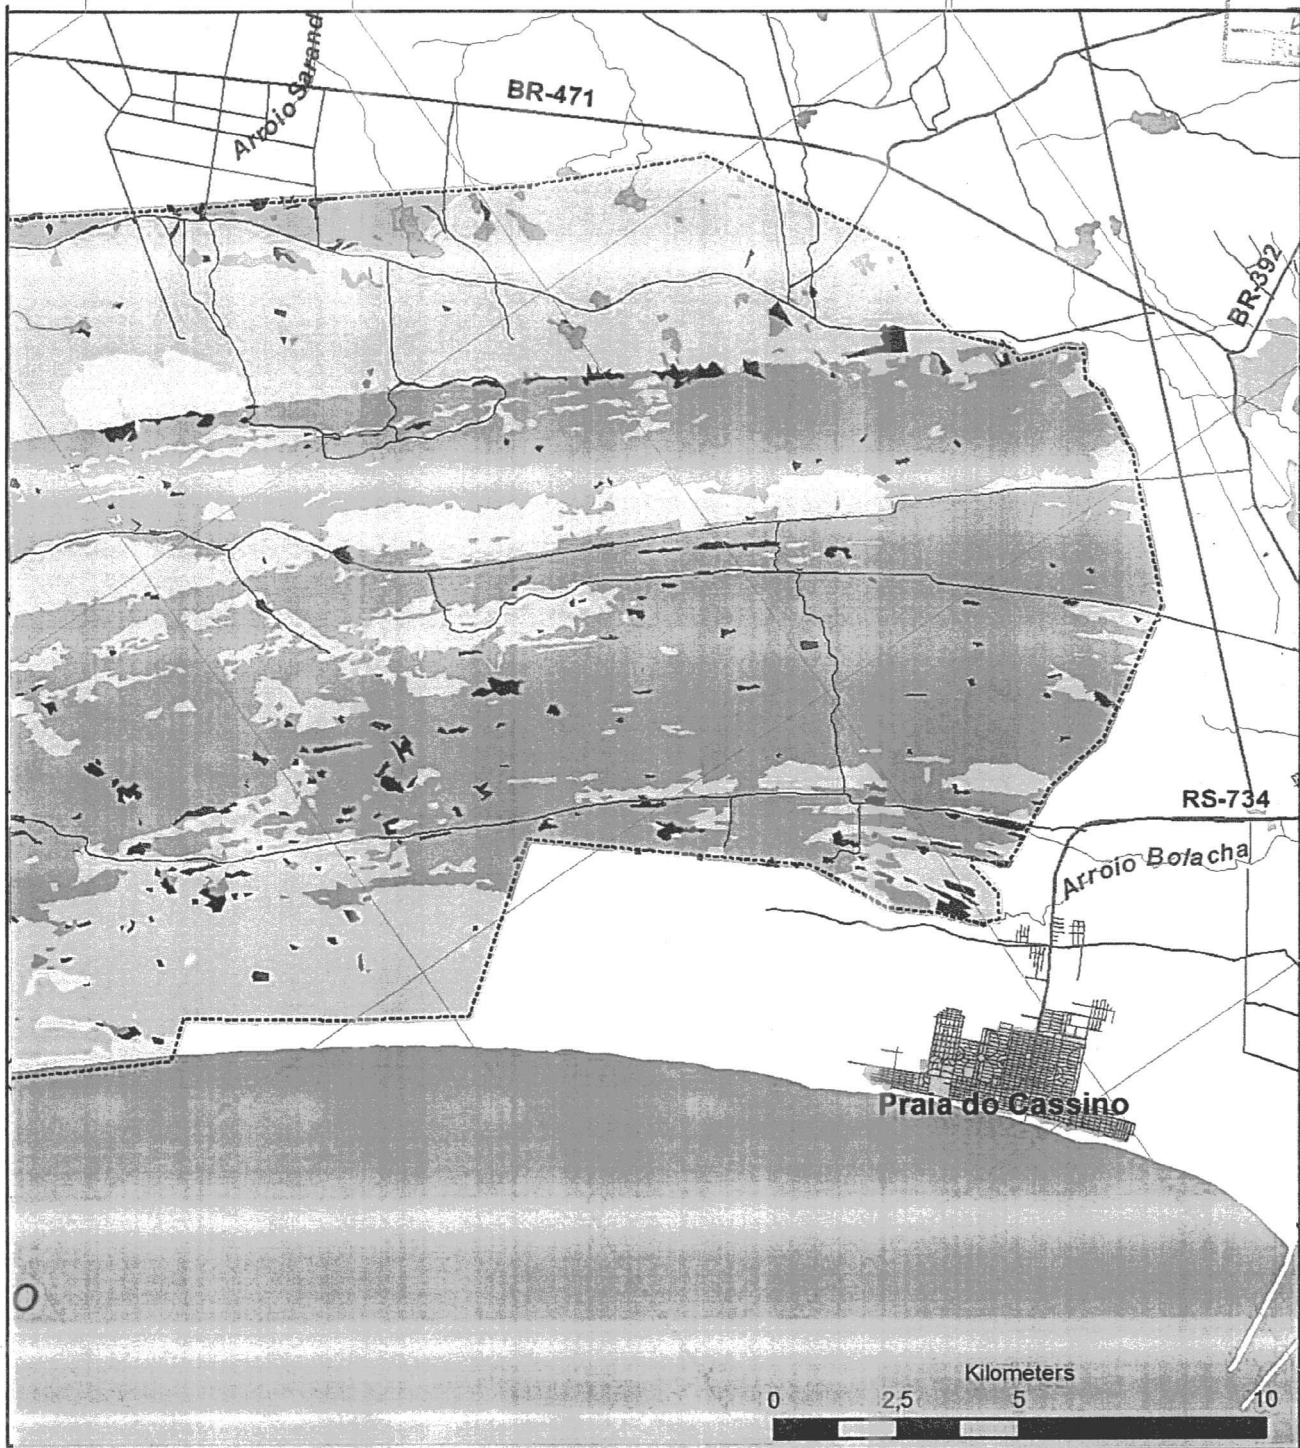 Arroio Sarand
BR-471
BR-392
RS-734
Arroio Bolacha
Praia do Cassino
O
Kilometers
0 2,5 5 10